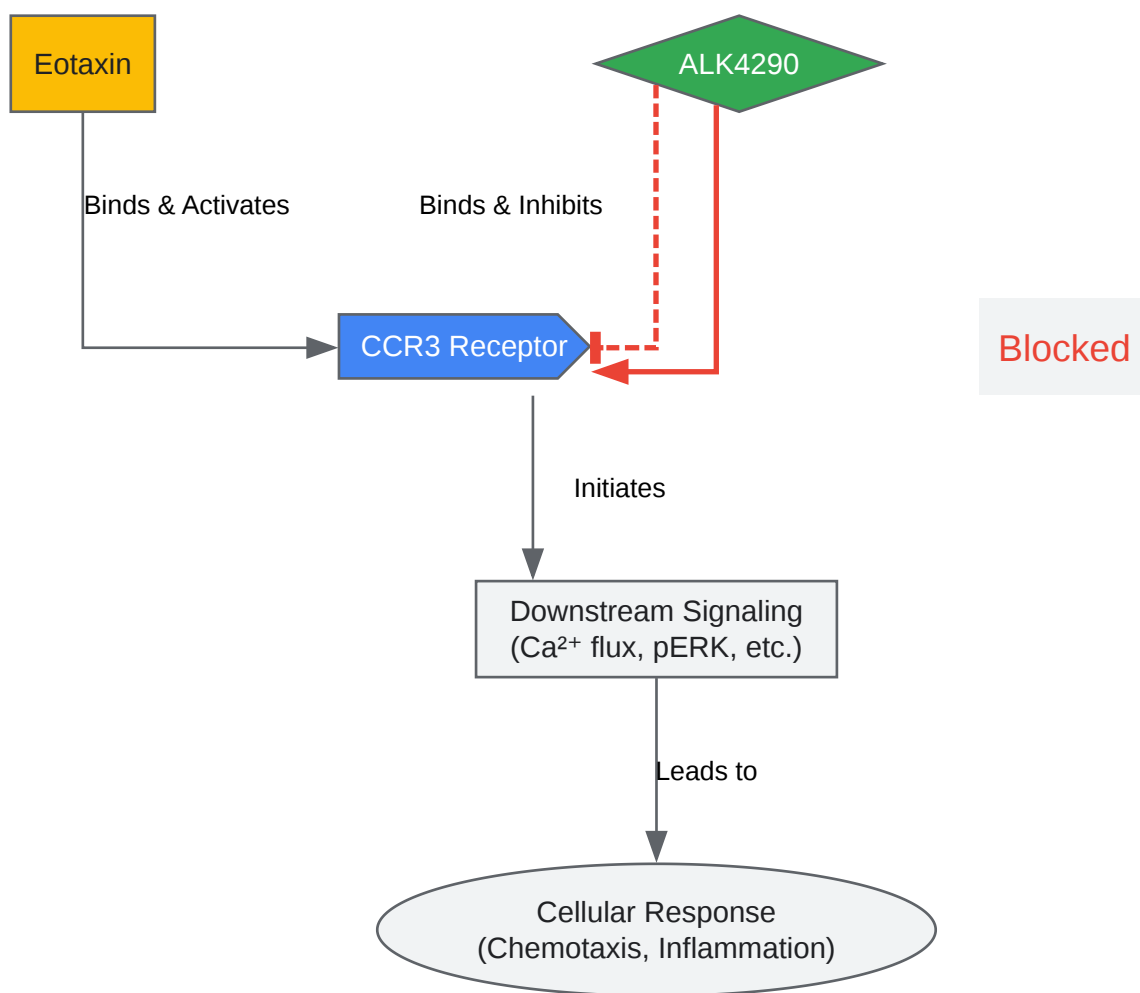 Eotaxin
ALK4290
Binds & Activates
Binds & Inhibits
CCR3 Receptor
Blocked
Initiates
Downstream Signaling
(Ca²⁺ flux, pERK, etc.)
Leads to
Cellular Response
(Chemotaxis, Inflammation)